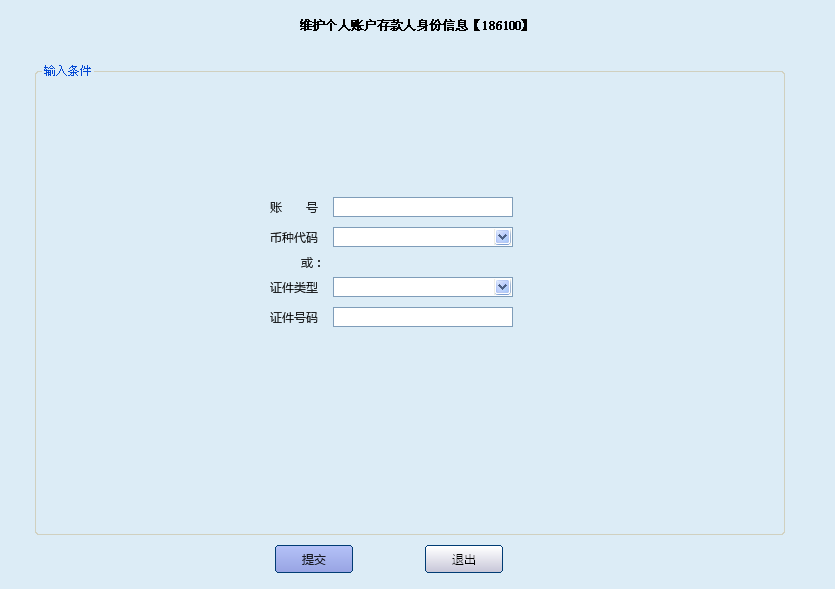 维护个人账户存款人身份信息【186100】
输入条件
账 号
币种代码
或：
证件类型
证件号码
提交 退出